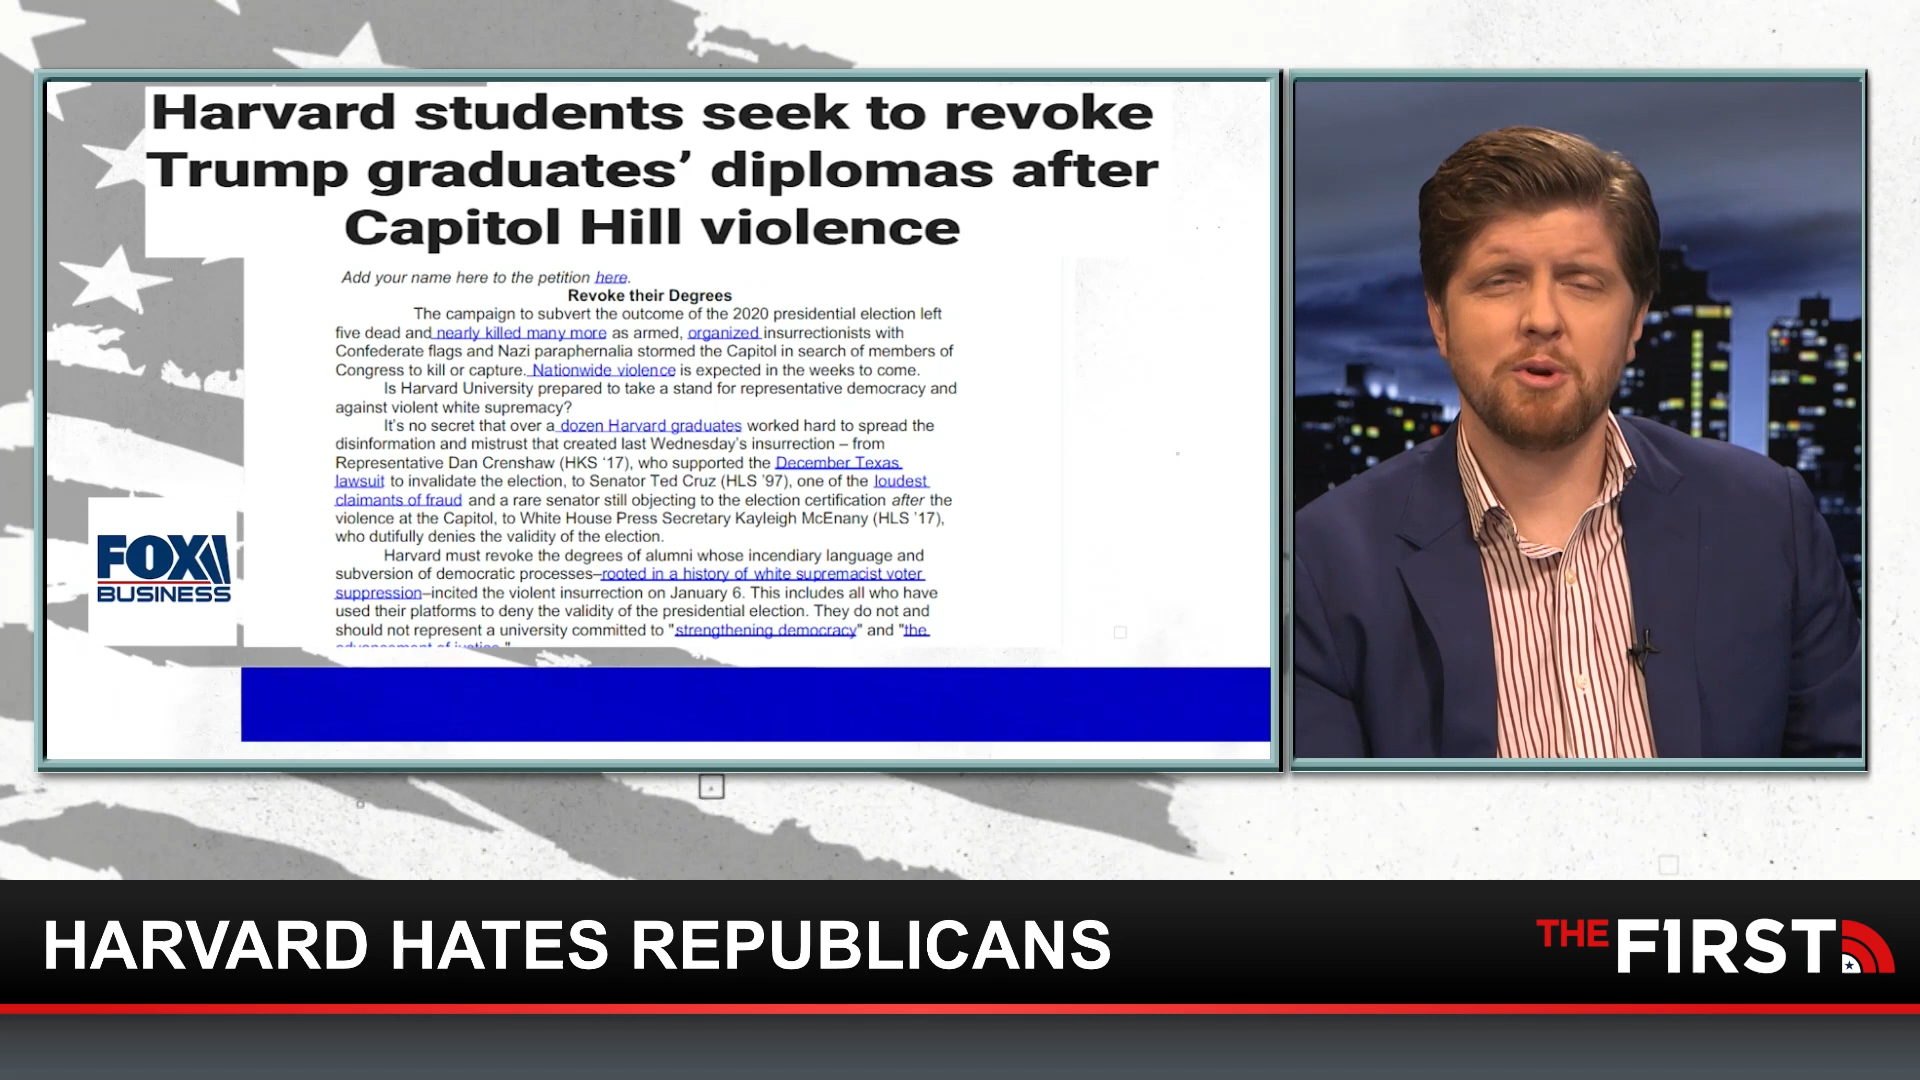 Harvard students seek to revoke
Trump graduates’ diplomas after
Capitol Hill violence
Add your name here to the petition here.
Revoke their Degrees
The campaign to subvert the outcome of the 2020 presidential election left
five dead and nearly killed many more as armed, organized insurrectionists with
Confederate flags and Nazi paraphernalia stormed the Capitol in search of members of
Congress to kill or capture. Nationwide violence is expected in the weeks to come.
Is Harvard University prepared to take a stand for representative democracy and
against violent white supremacy?
It’s no secret that over a dozen Harvard graduates worked hard to spread the
disinformation and mistrust that created last Wednesday’s insurrection – from
Representative Dan Crenshaw (HKS ‘17), who supported the December Texas
lawsuit to invalidate the election, to Senator Ted Cruz (HLS ’97), one of the loudest
claimants of fraud and a rare senator still objecting to the election certification after the
violence at the Capitol, to White House Press Secretary Kayleigh McEnany (HLS ’17),
who dutifully denies the validity of the election.
Harvard must revoke the degrees of alumni whose incendiary language and
subversion of democratic processes–rooted in a history of white supremacist voter
suppression–incited the violent insurrection on January 6. This includes all who have
used their platforms to deny the validity of the presidential election. They do not and
should not represent a university committed to "strengthening democracy" and "the
advancement of justice."
FOX
BUSINESS
HARVARD HATES REPUBLICANS
THE FIRST